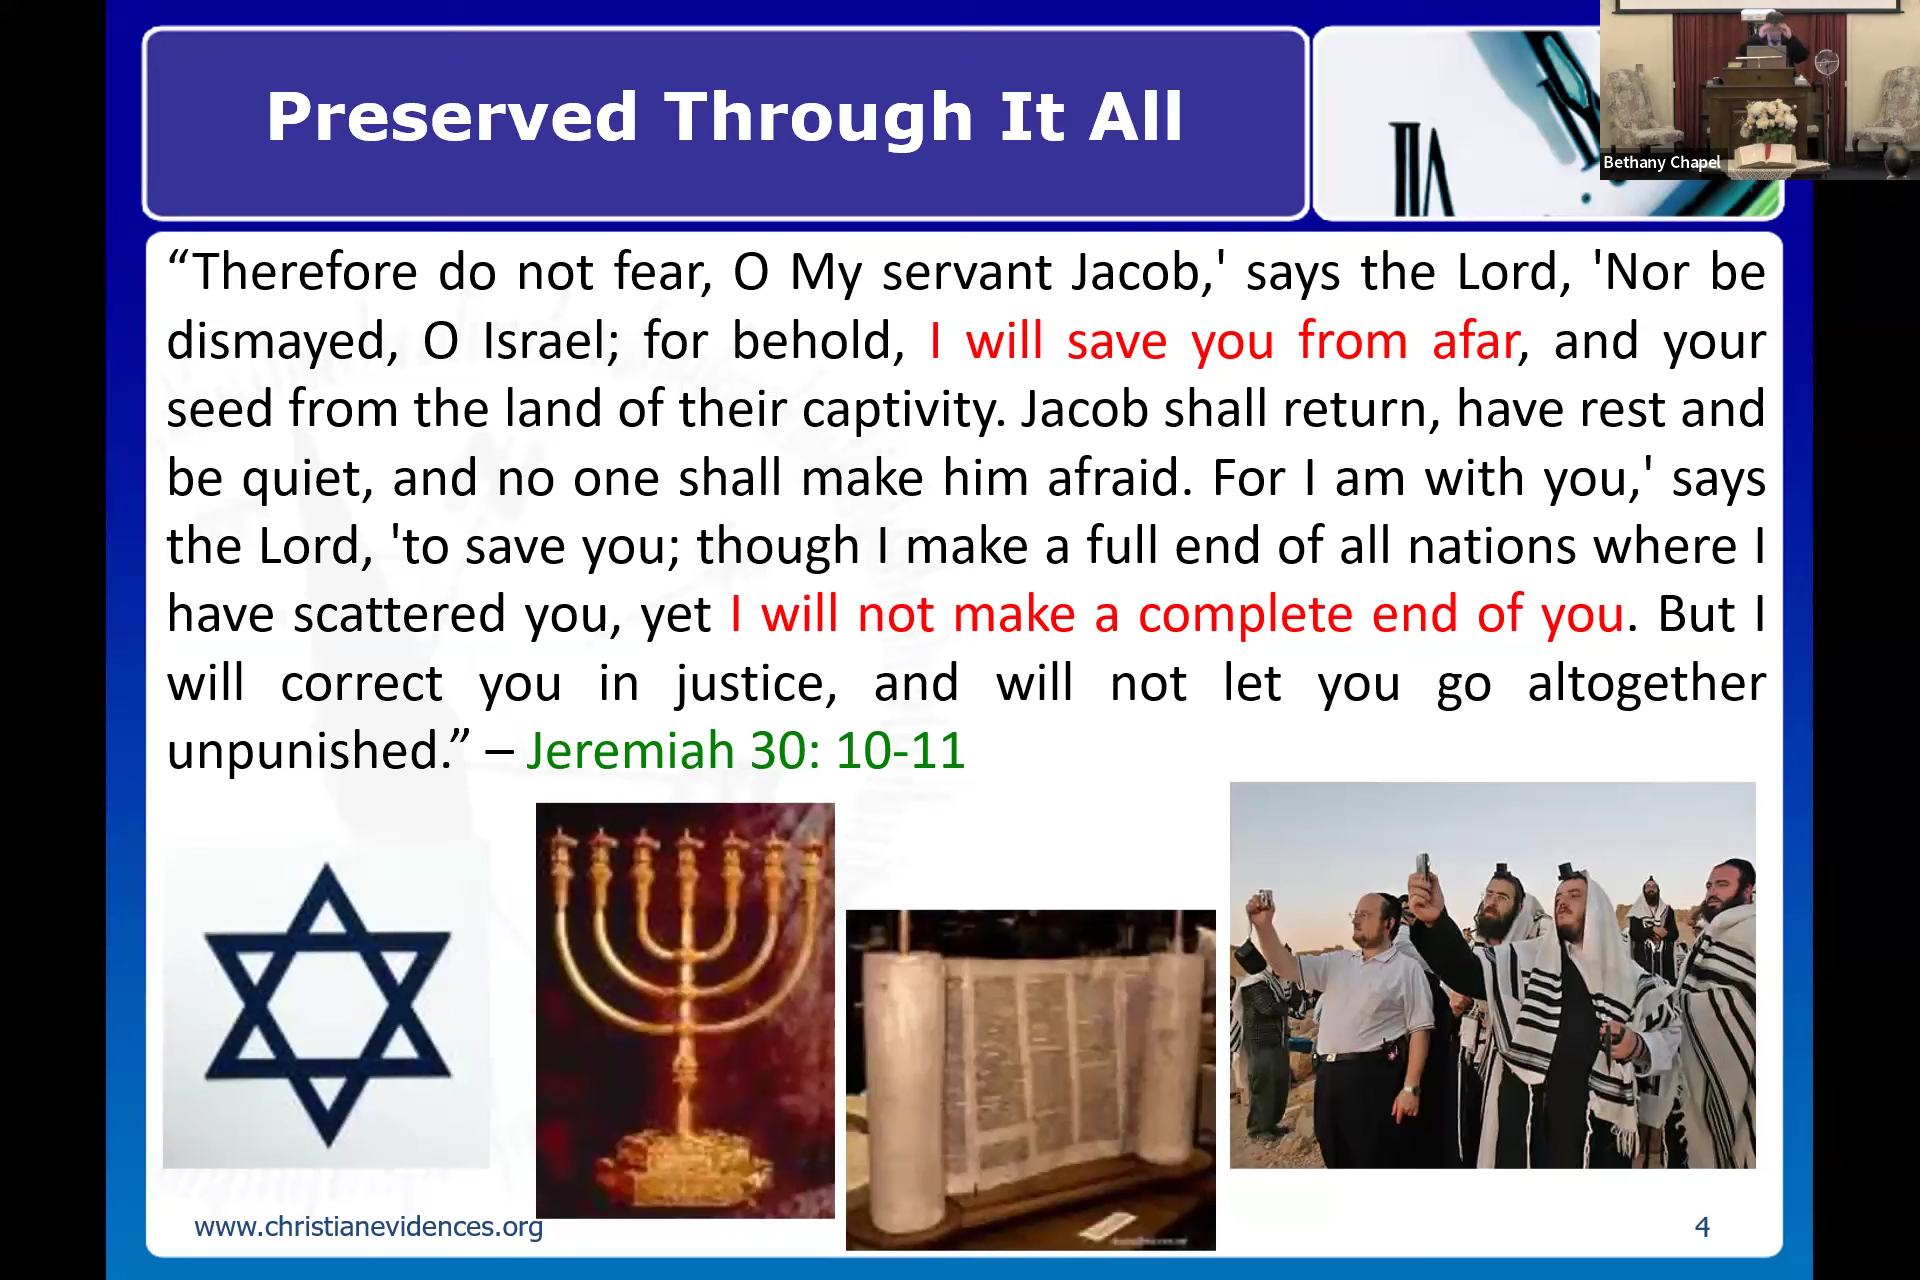 Preserved Through It All
Bethany Chapel
“Therefore do not fear, O My servant Jacob,' says the Lord, 'Nor be
dismayed, O Israel; for behold, I will save you from afar, and your
seed from the land of their captivity. Jacob shall return, have rest and
be quiet, and no one shall make him afraid. For I am with you,' says
the Lord, 'to save you; though I make a full end of all nations where I
have scattered you, yet I will not make a complete end of you. But I
will correct you in justice, and will not let you go altogether
unpunished.” – Jeremiah 30: 10-11
www.christianevidences.org
4